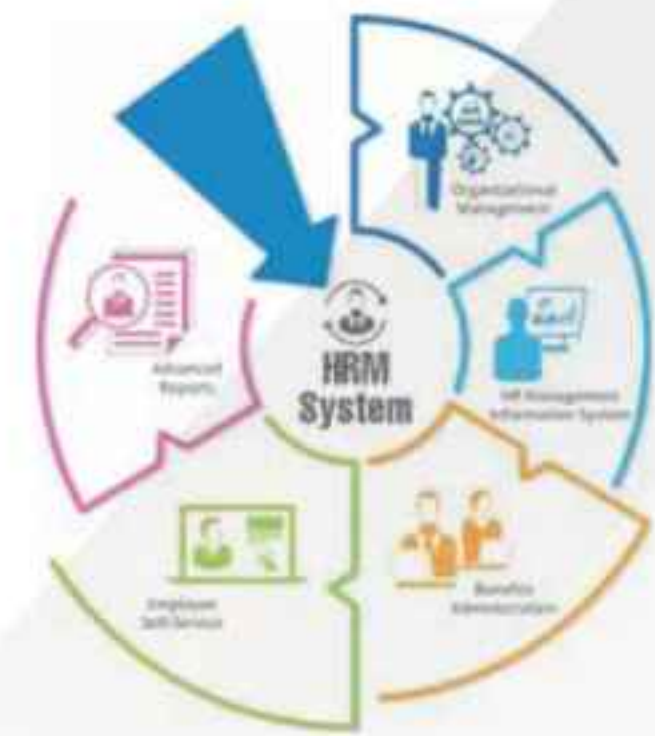 Organizational
Management
HR Management
Information System
Benefits
Administration
Employee
Self-Service
Advanced
Reports
HRM
System